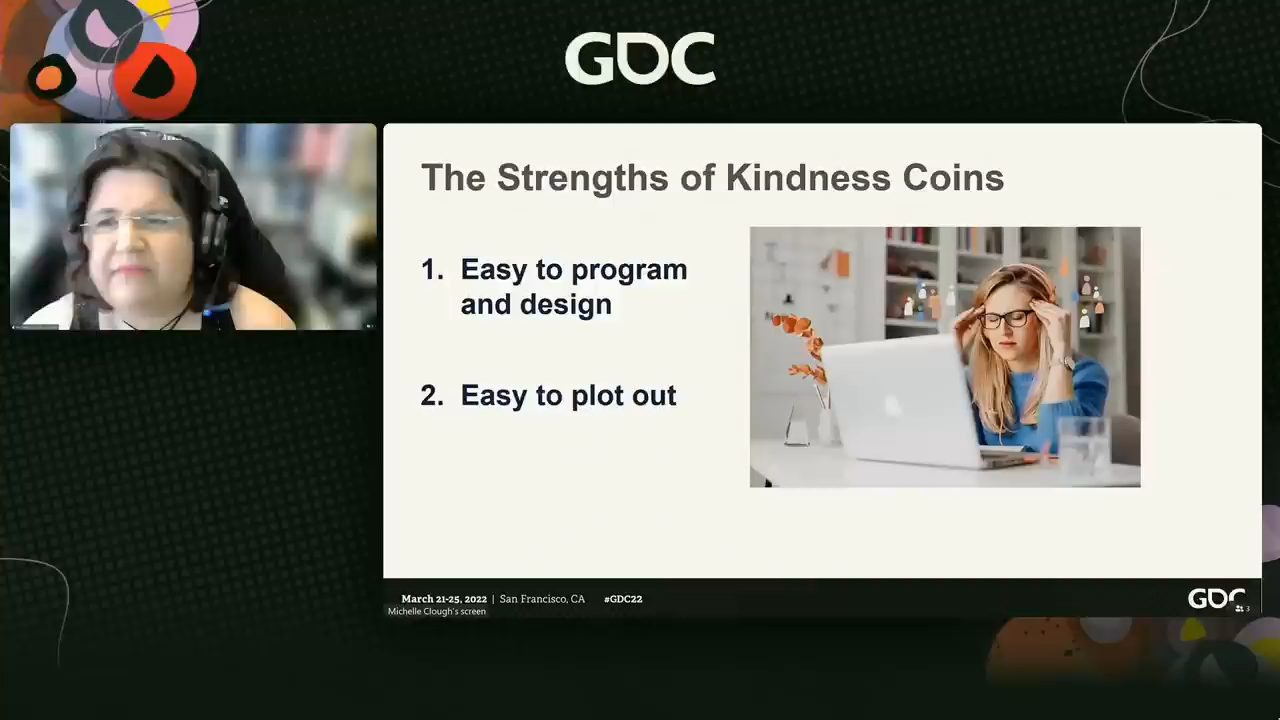 GDC
The Strengths of Kindness Coins
1. Easy to program
and design
2. Easy to plot out
March 21-25, 2022 | San Francisco, CA #GDC22
Michelle Clough's screen
GDC
3